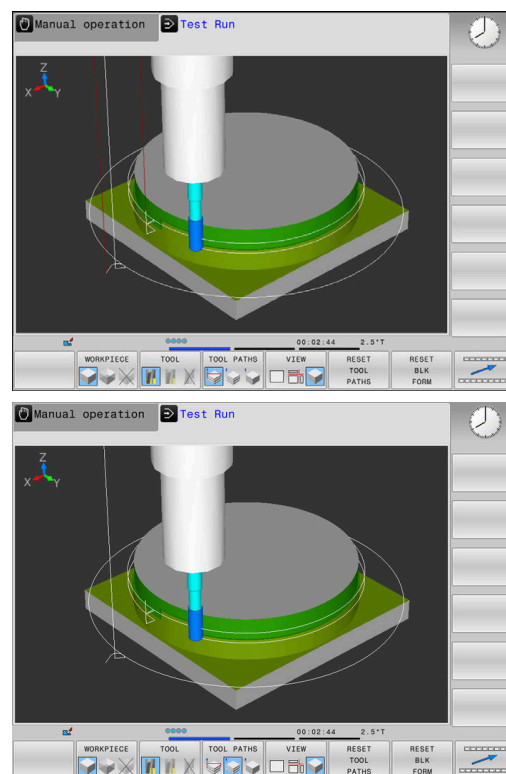 Manual operation
Test Run
Z
X Y
00:02:44 2.5*T
WORKPIECE TOOL TOOL PATHS VIEW RESET TOOL PATHS RESET BLK FORM
Manual operation
Test Run
Z
X Y
00:02:44 2.5*T
WORKPIECE TOOL TOOL PATHS VIEW RESET TOOL PATHS RESET BLK FORM